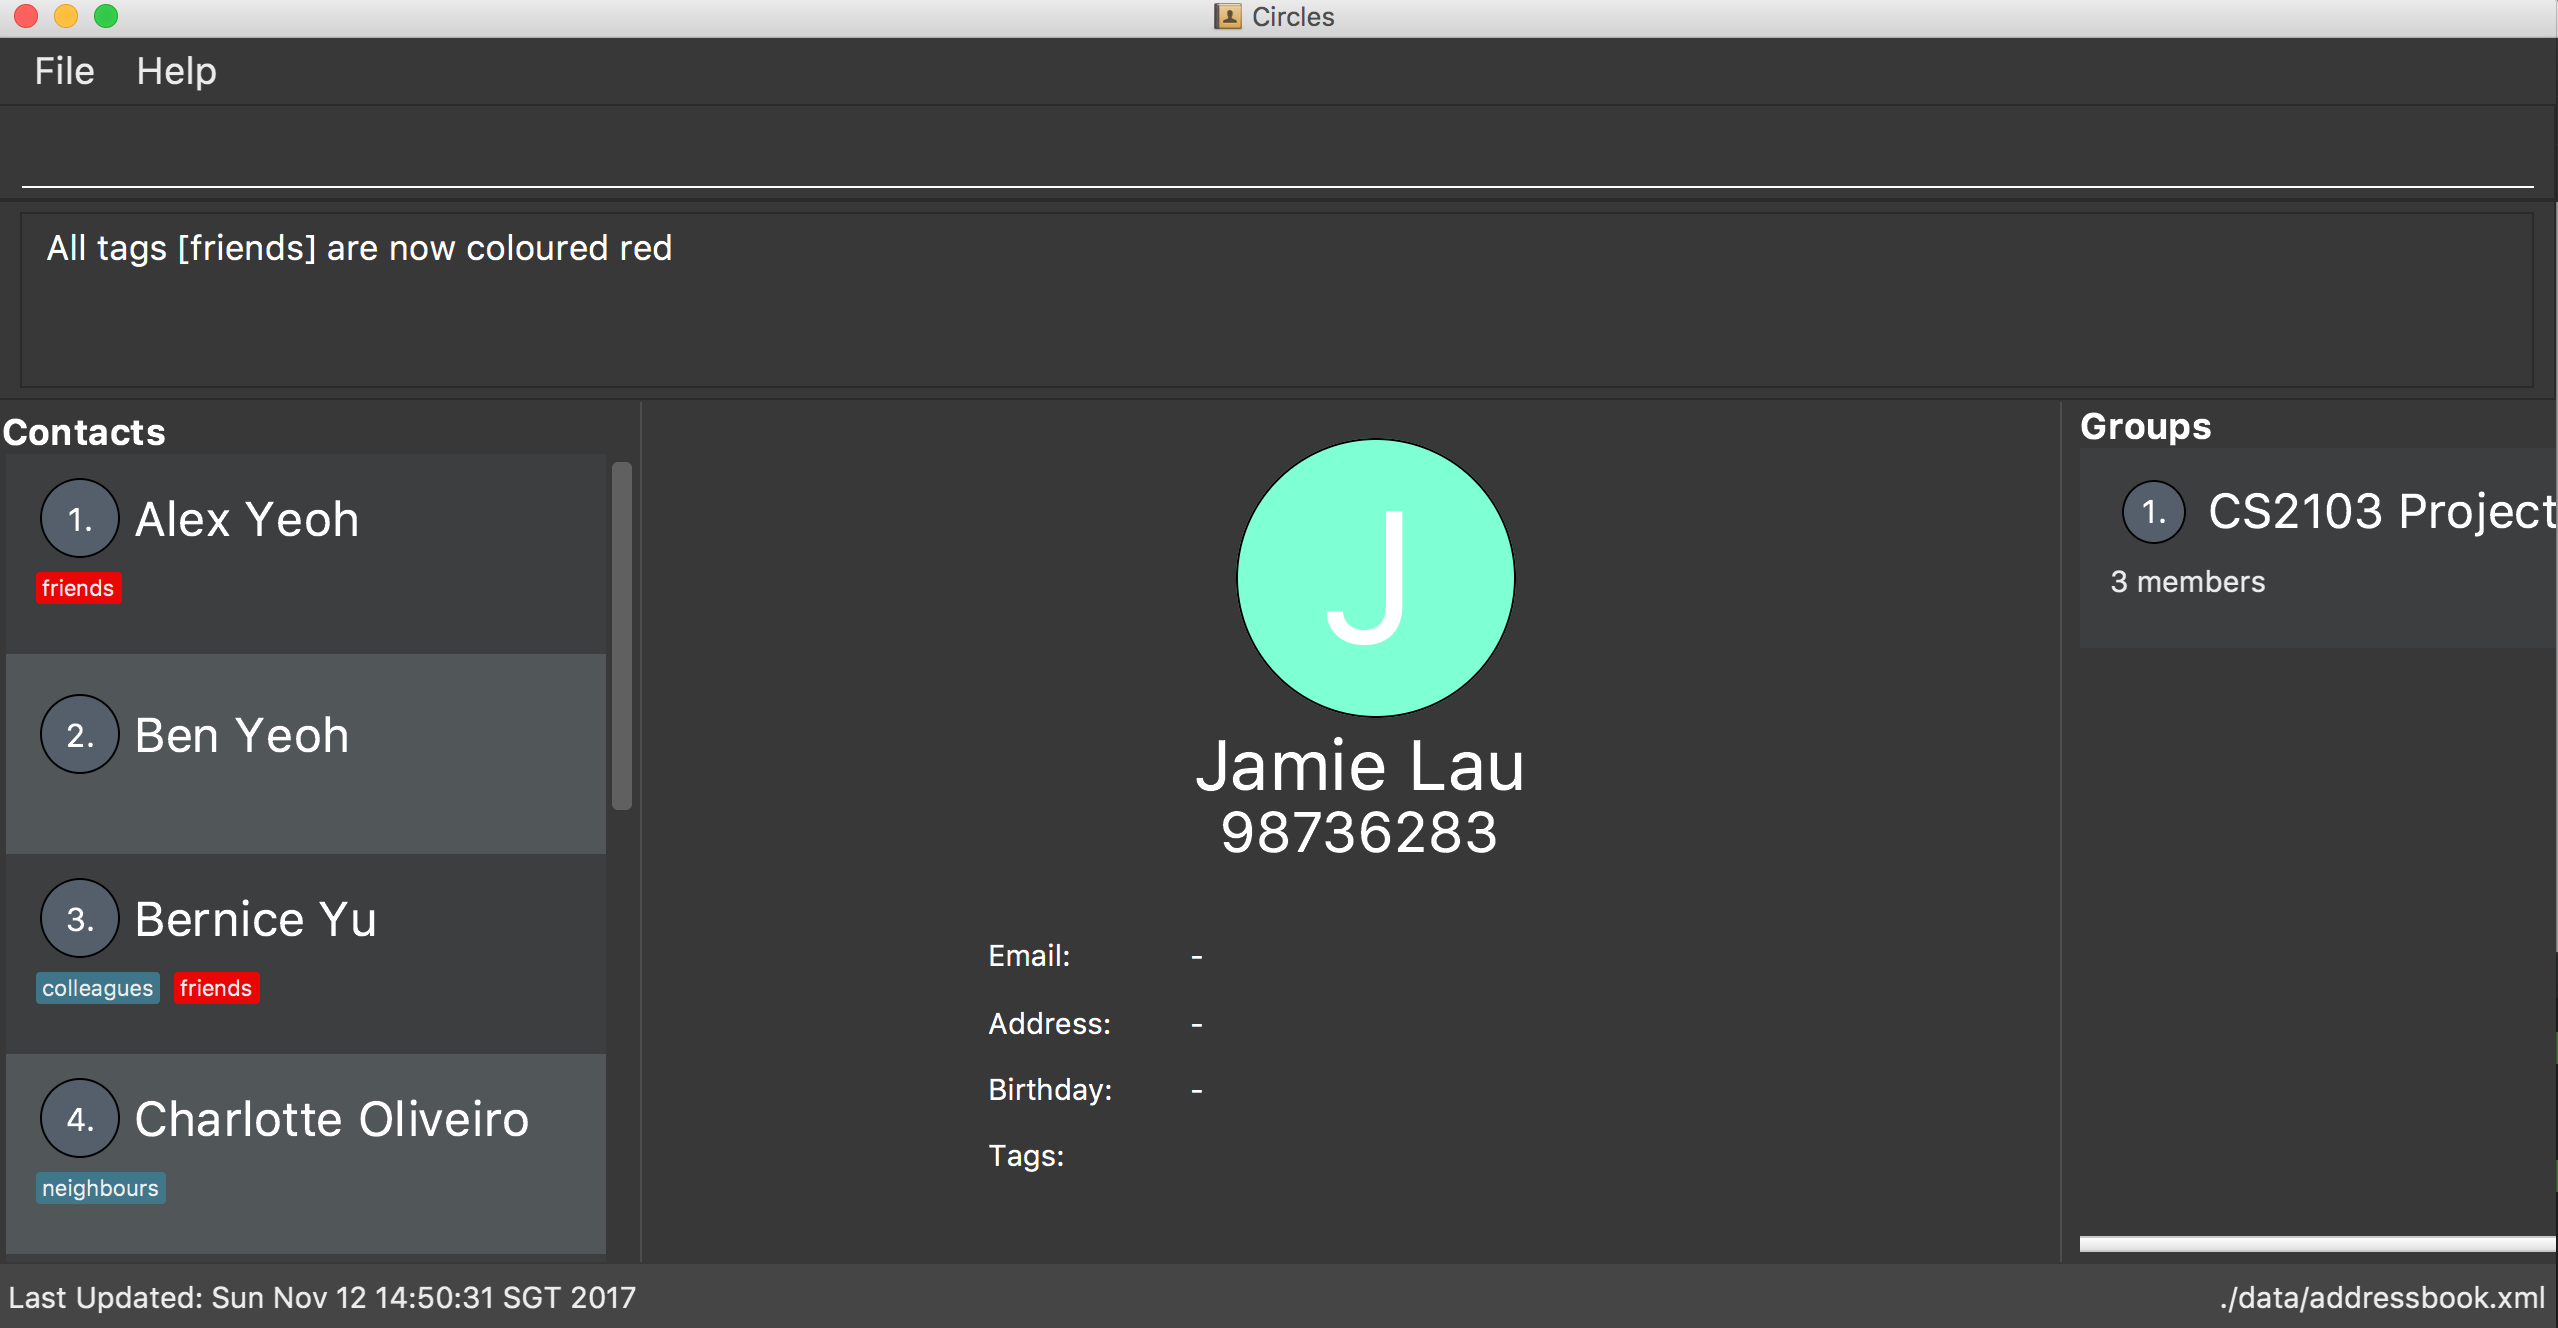 Circles
File Help
All tags [friends] are now coloured red
Contacts
1. Alex Yeoh
friends
2. Ben Yeoh
3. Bernice Yu
colleagues friends
4. Charlotte Oliveiro
neighbours
J
Jamie Lau
98736283
Email: -
Address: -
Birthday: -
Tags:
Groups
1. CS2103 Project
3 members
Last Updated: Sun Nov 12 14:50:31 SGT 2017
./data/addressbook.xml